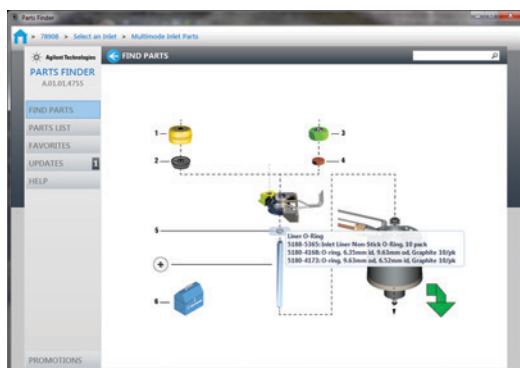 Parts Finder
> 7890B > Select an Inlet > Multimode Inlet Parts
Agilent Technologies
PARTS FINDER
A.01.01.4755
FIND PARTS
PARTS LIST
FAVORITES
UPDATES 1
HELP
PROMOTIONS
FIND PARTS
1
2
3
4
5
6
Liner O-Ring
5188-5365: Inlet Liner Non-Stick O-Ring, 10 pack
5180-4168: O-ring, 6.35mm id, 9.63mm od, Graphite 10/pk
5180-4173: O-ring, 9.63mm od, 6.52mm id, Graphite 10/pk